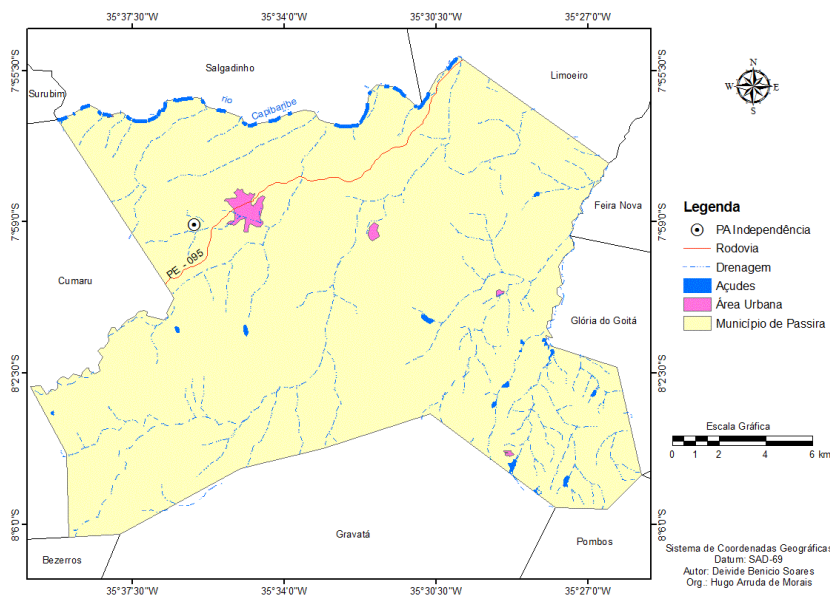 35°37'30"W 35°34'0"W 35°30'30"W 35°27'0"W
7°55'30"S
7°55'30"S
Salgadinho
Limoeiro
Surubim
rio
Capibaribe
N
W E
S
7°59'0"S
7°59'0"S
Feira Nova
PE - 095
Cumaru
Glória do Goitá
8°2'30"S
8°2'30"S
8°6'0"S
8°6'0"S
Gravatá
Bezerros
Pombos
35°37'30"W 35°34'0"W 35°30'30"W 35°27'0"W
Legenda
PA Independência
Rodovia
Drenagem
Açudes
Área Urbana
Município de Passira
Escala Gráfica
0 1 2 4 6 km
Sistema de Coordenadas Geográficas
Datum: SAD-69
Autor: Deivide Benicio Soares
Org.: Hugo Arruda de Morais